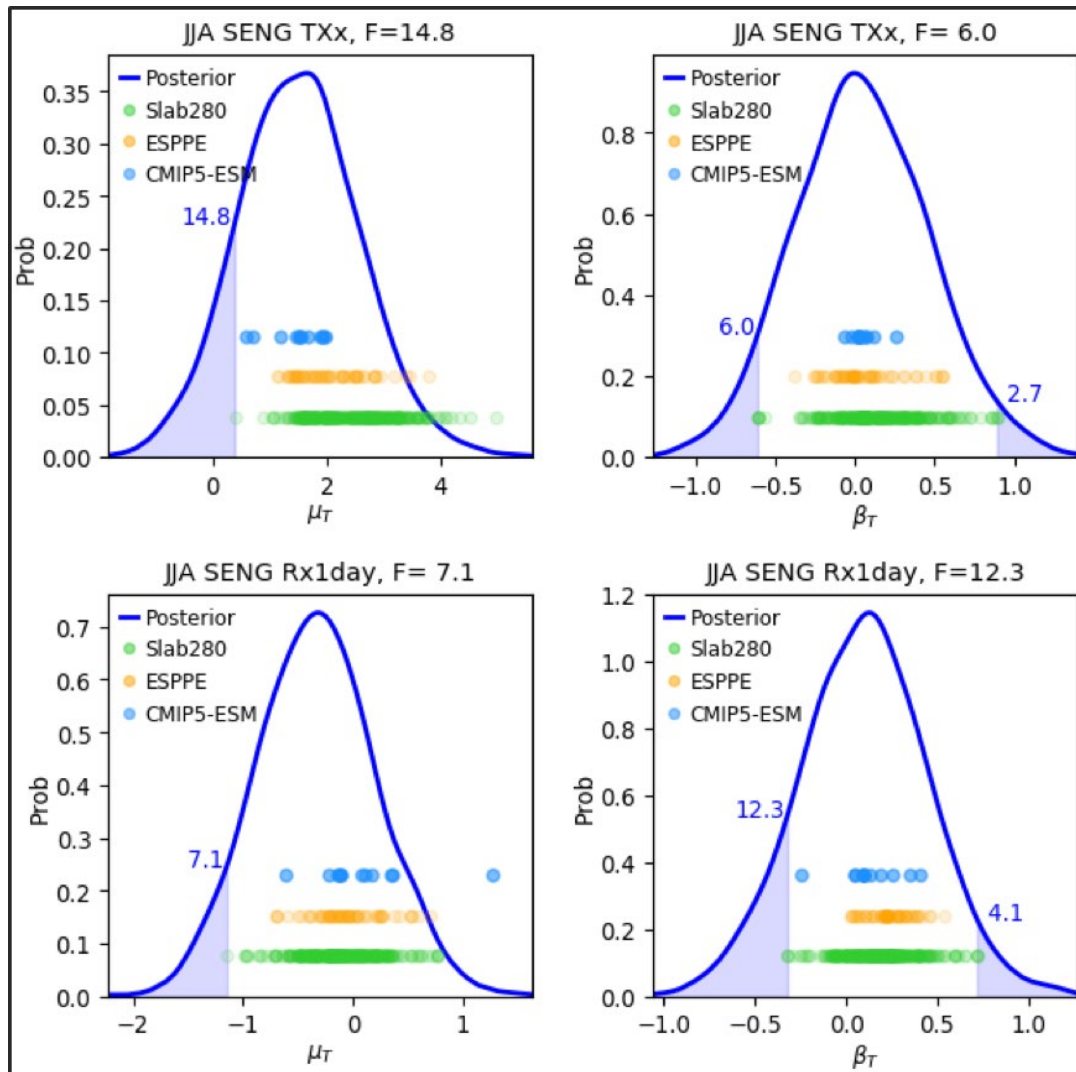 JJA SENG TXx, F=14.8
Posterior
Slab280
ESPPE
CMIP5-ESM
14.8
Prob
0.35
0.30
0.25
0.20
0.15
0.10
0.05
0.00
0 2 4
μT
JJA SENG TXx, F= 6.0
Posterior
Slab280
ESPPE
CMIP5-ESM
6.0
2.7
Prob
0.8
0.6
0.4
0.2
0.0
−1.0 −0.5 0.0 0.5 1.0
βT
JJA SENG Rx1day, F= 7.1
Posterior
Slab280
ESPPE
CMIP5-ESM
7.1
Prob
0.7
0.6
0.5
0.4
0.3
0.2
0.1
0.0
−2 −1 0 1
μT
JJA SENG Rx1day, F=12.3
Posterior
Slab280
ESPPE
CMIP5-ESM
12.3
4.1
Prob
1.2
1.0
0.8
0.6
0.4
0.2
0.0
−1.0 −0.5 0.0 0.5 1.0
βT